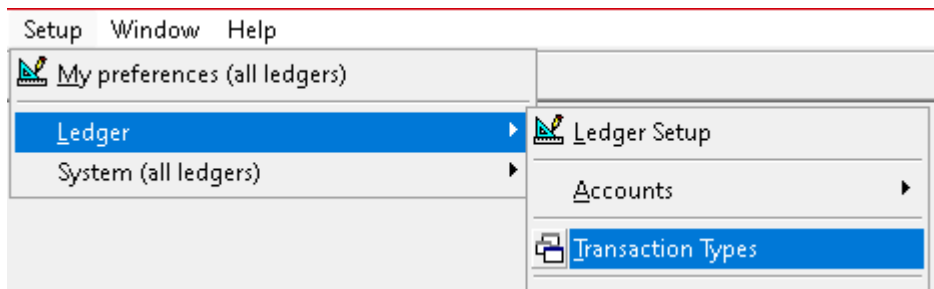 Setup Window Help
My preferences (all ledgers)
Ledger
System (all ledgers)
Ledger Setup
Accounts
Transaction Types